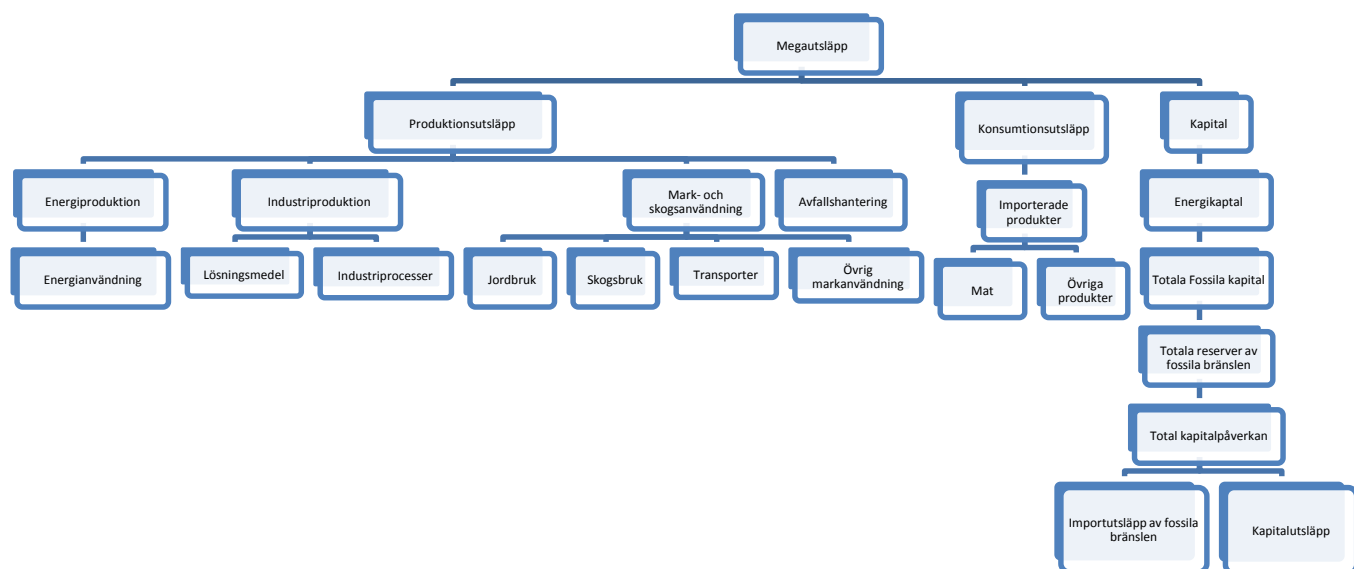 Megautsläpp
Produktionsutsläpp
Konsumtionsutsläpp
Kapital
Energiproduktion
Industriproduktion
Mark- och
skogsanvändning
Avfallshantering
Importerade
produkter
Energikaptal
Energianvändning
Lösningsmedel
Industriprocesser
Jordbruk
Skogsbruk
Transporter
Övrig
markanvändning
Mat
Övriga
produkter
Totala Fossila kapital
Totala reserver av
fossila bränslen
Total kapitalpåverkan
Importutsläpp av fossila
bränslen
Kapitalutsläpp